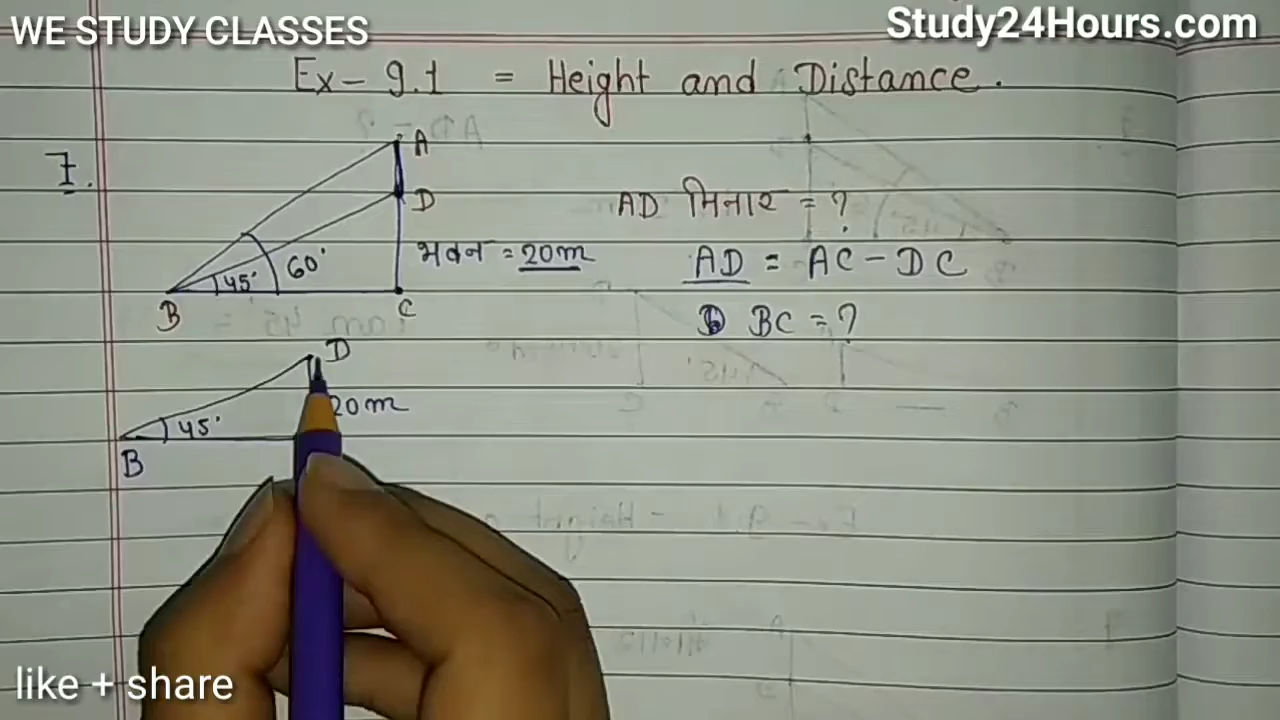 WE STUDY CLASSES
Study24Hours.com
Ex - 9.1 = Height and Distance.
7.
A
D
AD मिनार = ?
भवन = 20m
AD = AC - DC
45°
60°
B
C
BC = ?
D
20m
45°
B
like + share